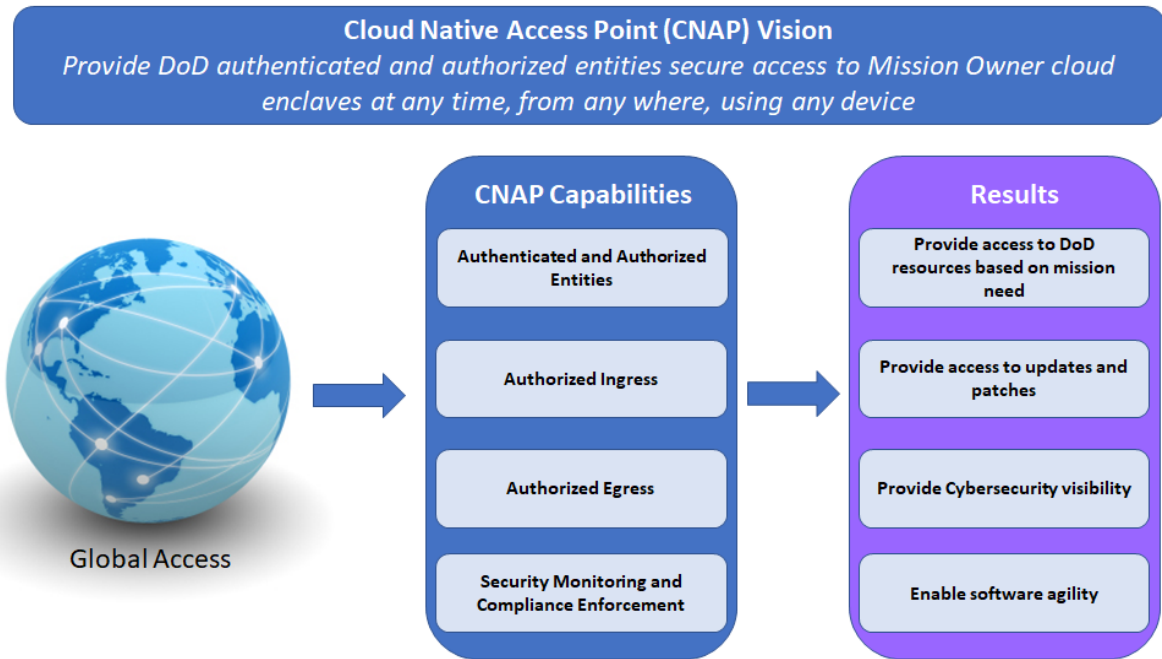 Cloud Native Access Point (CNAP) Vision
Provide DoD authenticated and authorized entities secure access to Mission Owner cloud
enclaves at any time, from any where, using any device
Global Access
CNAP Capabilities
Authenticated and Authorized
Entities
Authorized Ingress
Authorized Egress
Security Monitoring and
Compliance Enforcement
Results
Provide access to DoD
resources based on mission
need
Provide access to updates and
patches
Provide Cybersecurity visibility
Enable software agility